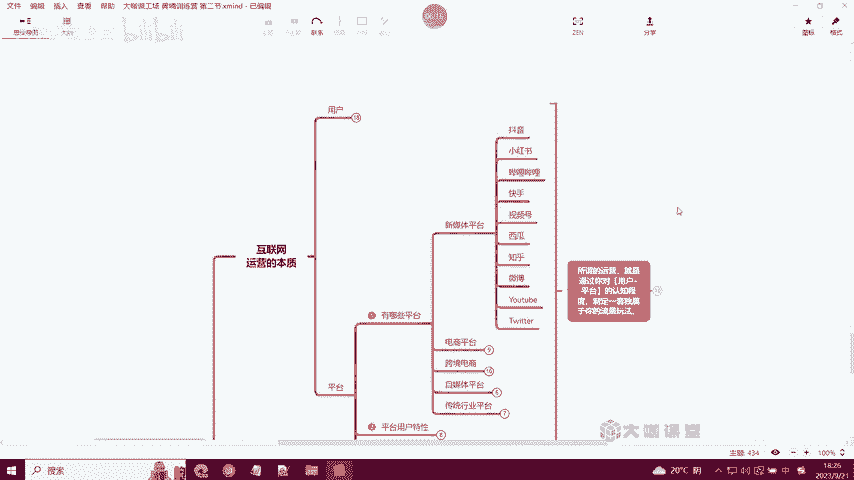 文件 编辑 插入 查看 帮助 大咖课工场 黄埔训练营 第二节.xmind - 已编辑
思维导图 大纲 联系 ZEN 分享 图标 格式
bilibili
用户 18
互联网
运营的本质
平台
有哪些平台
新媒体平台
抖音
小红书
哔哩哔哩
快手
视频号
西瓜
知乎
微博
Youtube
Twitter
电商平台 9
跨境电商 16
自媒体平台 6
传统行业平台 7
平台用户特性 6
所谓的运营，就是
通过你对【用户-
平台】的认知程
度，制定一套独属
于你的流量玩法。
大咖课堂
主题: 434 100%
搜索
20°C 阴
中
18:26
2023/9/21